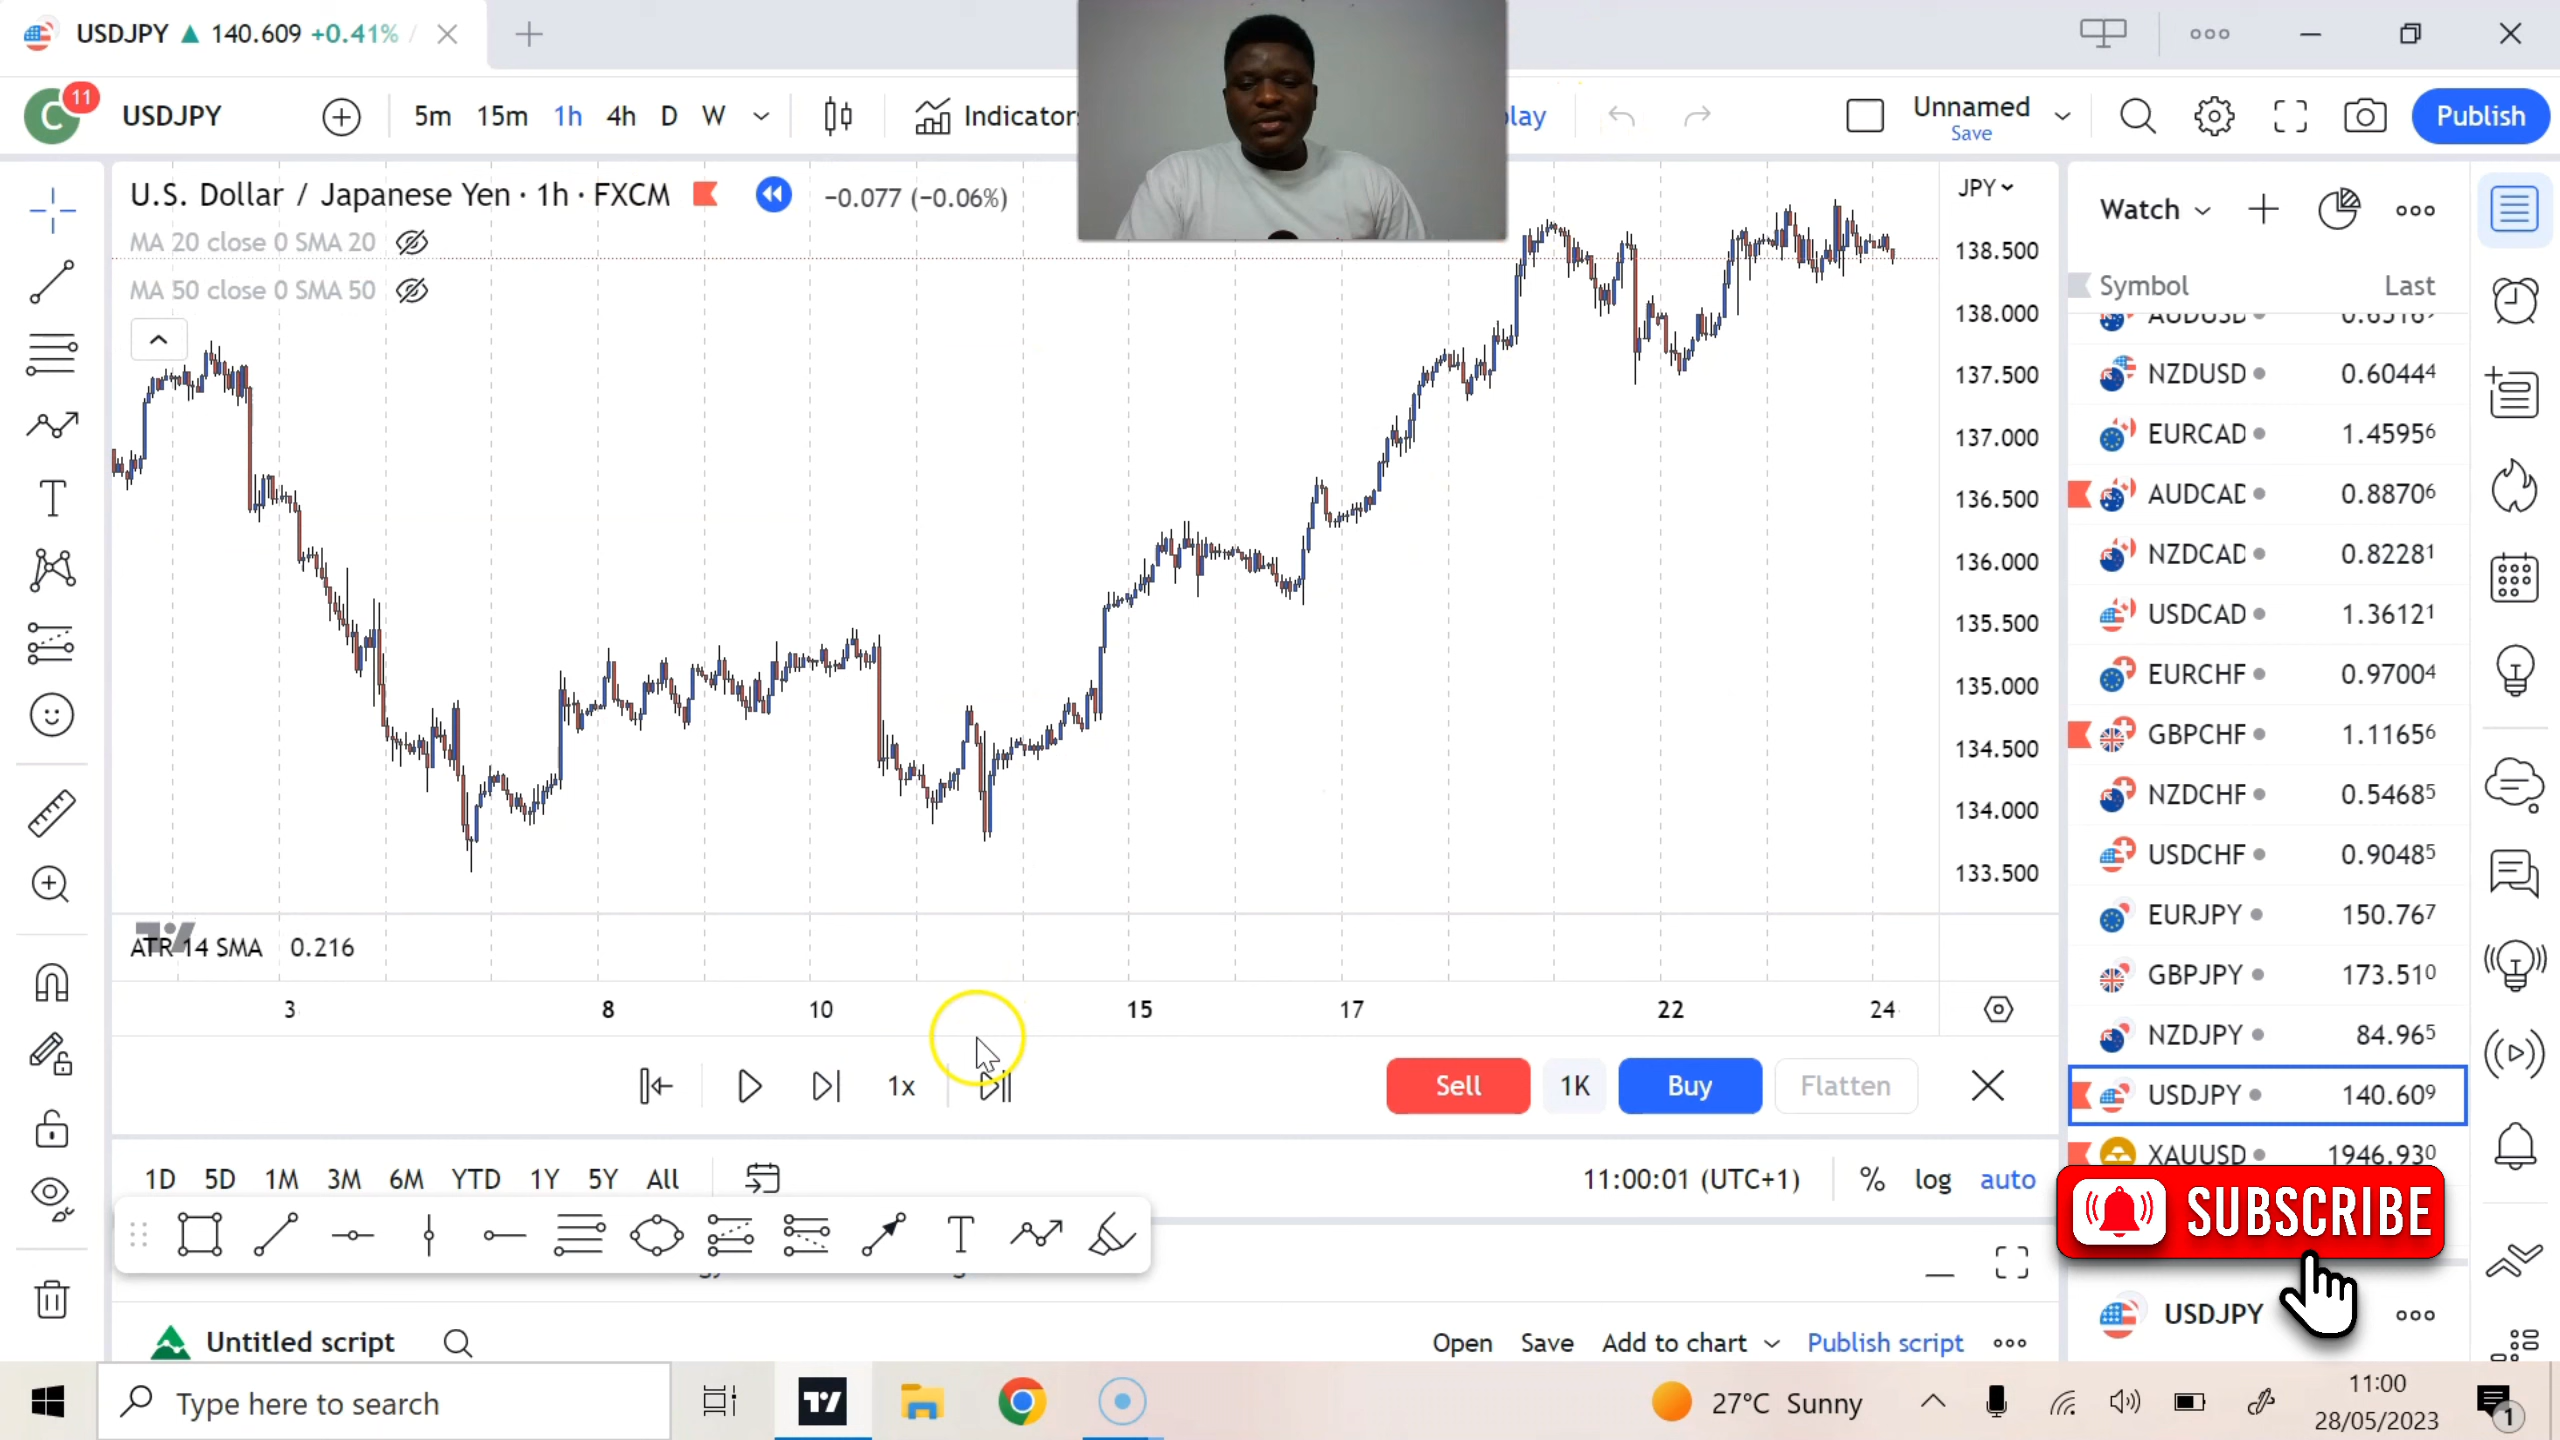 USDJPY ▲ 140.609 +0.41% /
C 11 USDJPY 5m 15m 1h 4h D W Indicator lay Unnamed Save Publish
U.S. Dollar / Japanese Yen · 1h · FXCM −0.077 (−0.06%)
MA 20 close 0 SMA 20
MA 50 close 0 SMA 50
JPY
138.500
138.000
137.500
137.000
136.500
136.000
135.500
135.000
134.500
134.000
133.500
ATR 14 SMA 0.216
3 8 10 15 17 22 24
1x Sell 1K Buy Flatten
1D 5D 1M 3M 6M YTD 1Y 5Y All 11:00:01 (UTC+1) % log auto
Untitled script Open Save Add to chart Publish script
Watch
Symbol Last
AUDUSD 0.6516
NZDUSD 0.60444
EURCAD 1.45956
AUDCAD 0.88706
NZDCAD 0.82281
USDCAD 1.36121
EURCHF 0.97004
GBPCHF 1.11656
NZDCHF 0.54685
USDCHF 0.90485
EURJPY 150.767
GBPJPY 173.510
NZDJPY 84.965
USDJPY 140.609
XAUUSD 1946.930
SUBSCRIBE
USDJPY
Type here to search 27°C Sunny 11:00
28/05/2023 1